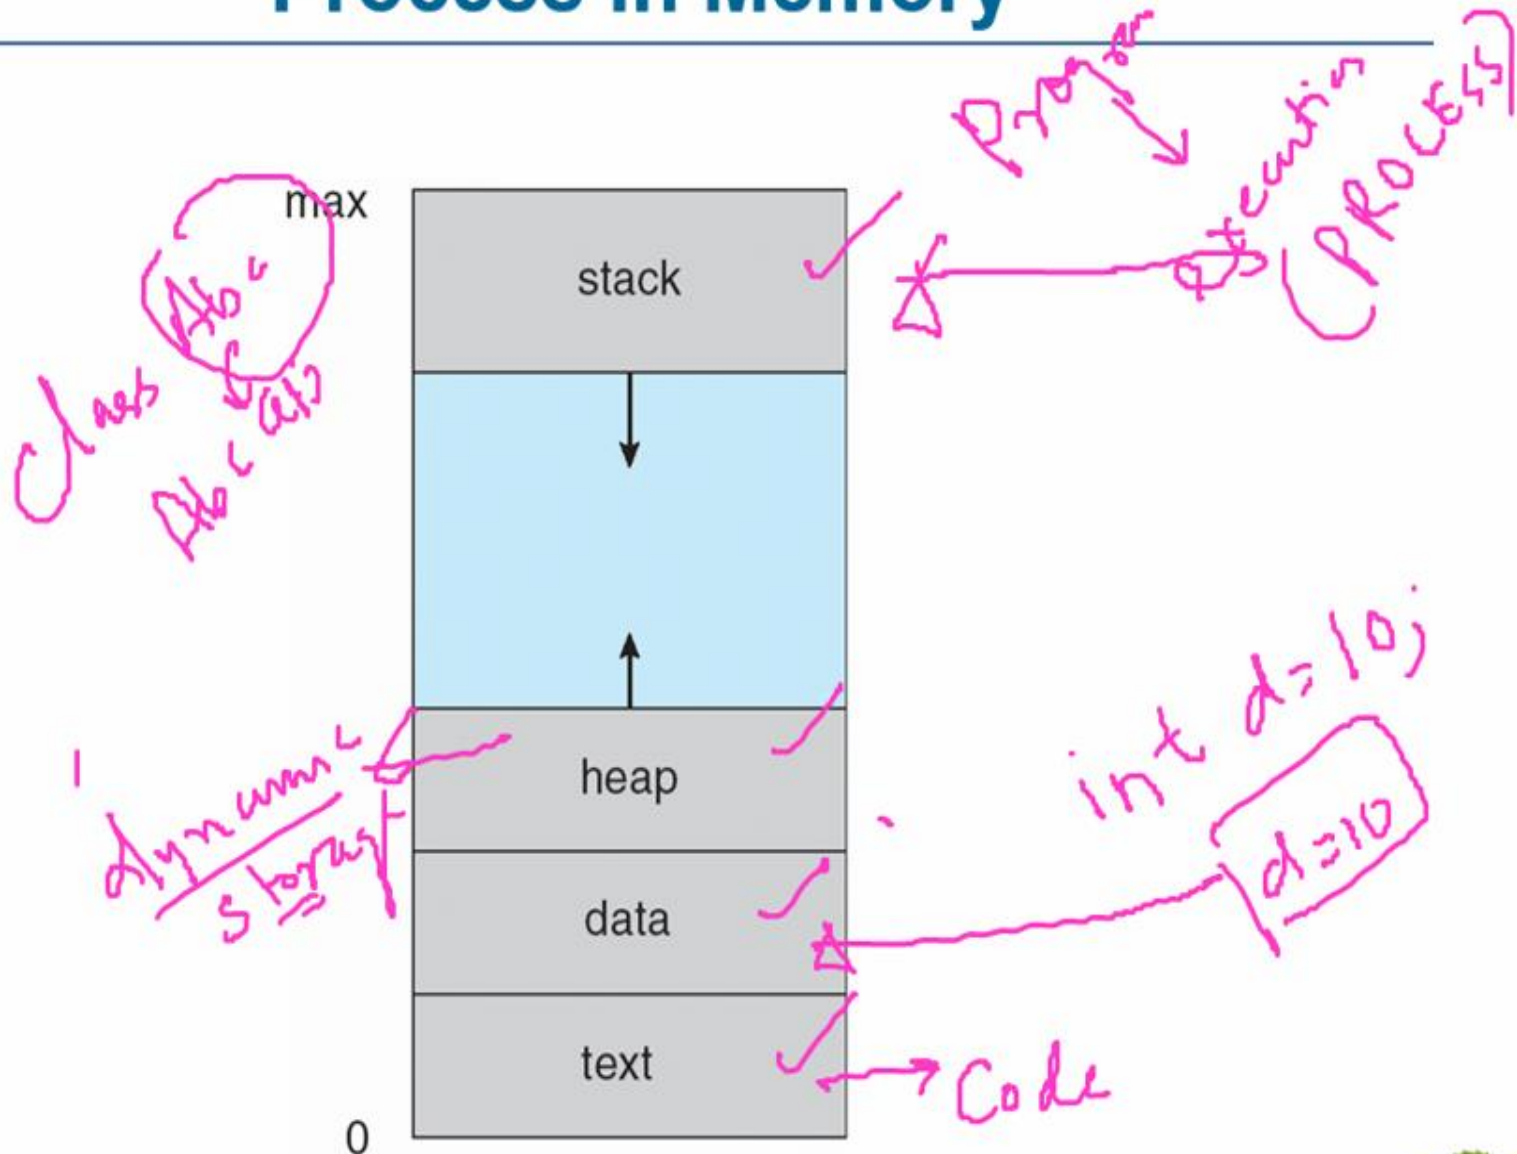 Process in Memory
Program
Execution
(PROCESS)
max
stack
Class
Abc
Abc
int d=10;
heap
Dynamic
Storage
d=10
data
text
Code
0